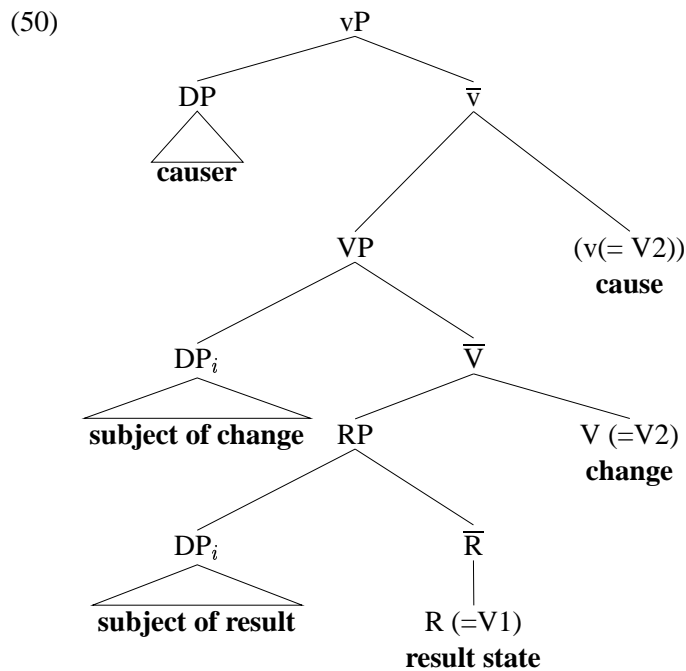 (50) vP
DP v̅
causer
VP (v(= V2))
cause
DPᵢ V̅
subject of change RP V (=V2)
change
DPᵢ R̅
subject of result R (=V1)
result state